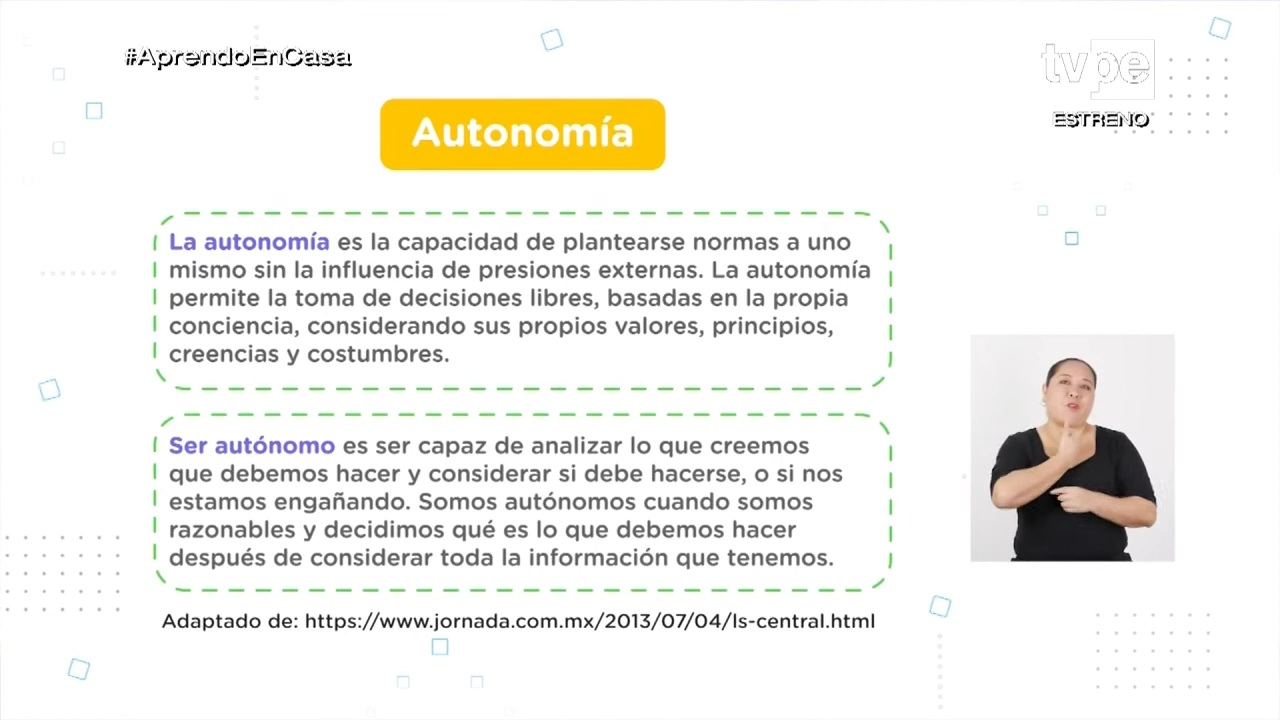 #AprendoEnCasa
tvpe
ESTRENO
Autonomía
La autonomía es la capacidad de plantearse normas a uno
mismo sin la influencia de presiones externas. La autonomía
permite la toma de decisiones libres, basadas en la propia
conciencia, considerando sus propios valores, principios,
creencias y costumbres.
Ser autónomo es ser capaz de analizar lo que creemos
que debemos hacer y considerar si debe hacerse, o si nos
estamos engañando. Somos autónomos cuando somos
razonables y decidimos qué es lo que debemos hacer
después de considerar toda la información que tenemos.
Adaptado de: https://www.jornada.com.mx/2013/07/04/ls-central.html